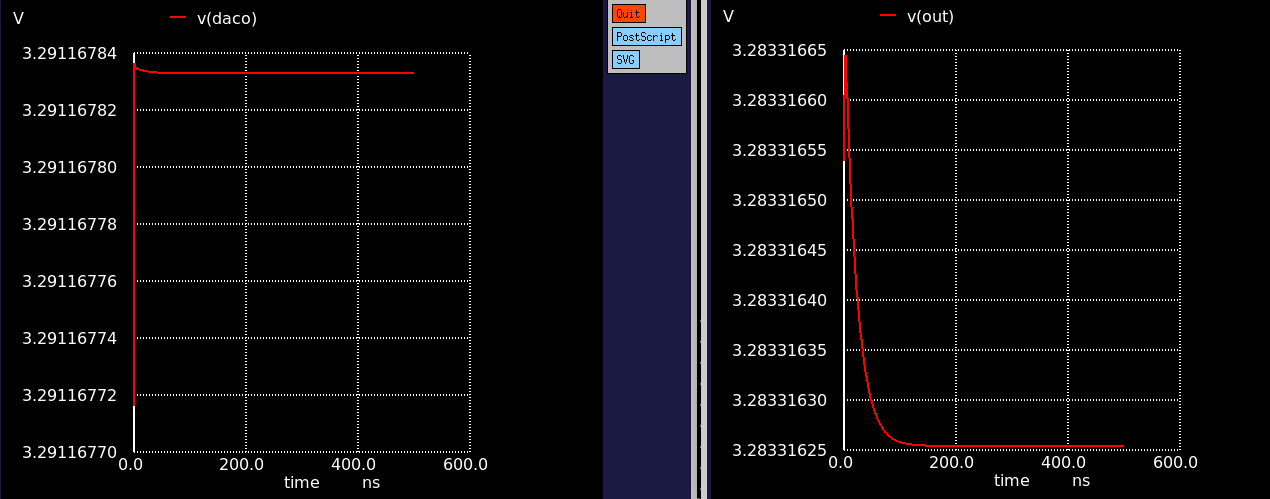 V
v(daco)
3.29116784
3.29116782
3.29116780
3.29116778
3.29116776
3.29116774
3.29116772
3.29116770
0.0 200.0 400.0 600.0
time ns
Quit
PostScript
SVG
V
v(out)
3.28331665
3.28331660
3.28331655
3.28331650
3.28331645
3.28331640
3.28331635
3.28331630
3.28331625
0.0 200.0 400.0 600.0
time ns